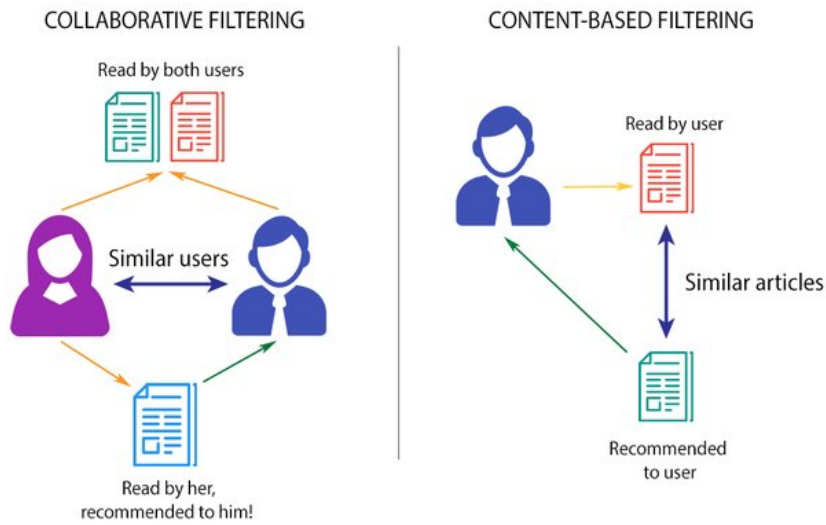 COLLABORATIVE FILTERING
Read by both users
Similar users
Read by her,
recommended to him!
CONTENT-BASED FILTERING
Read by user
Similar articles
Recommended
to user